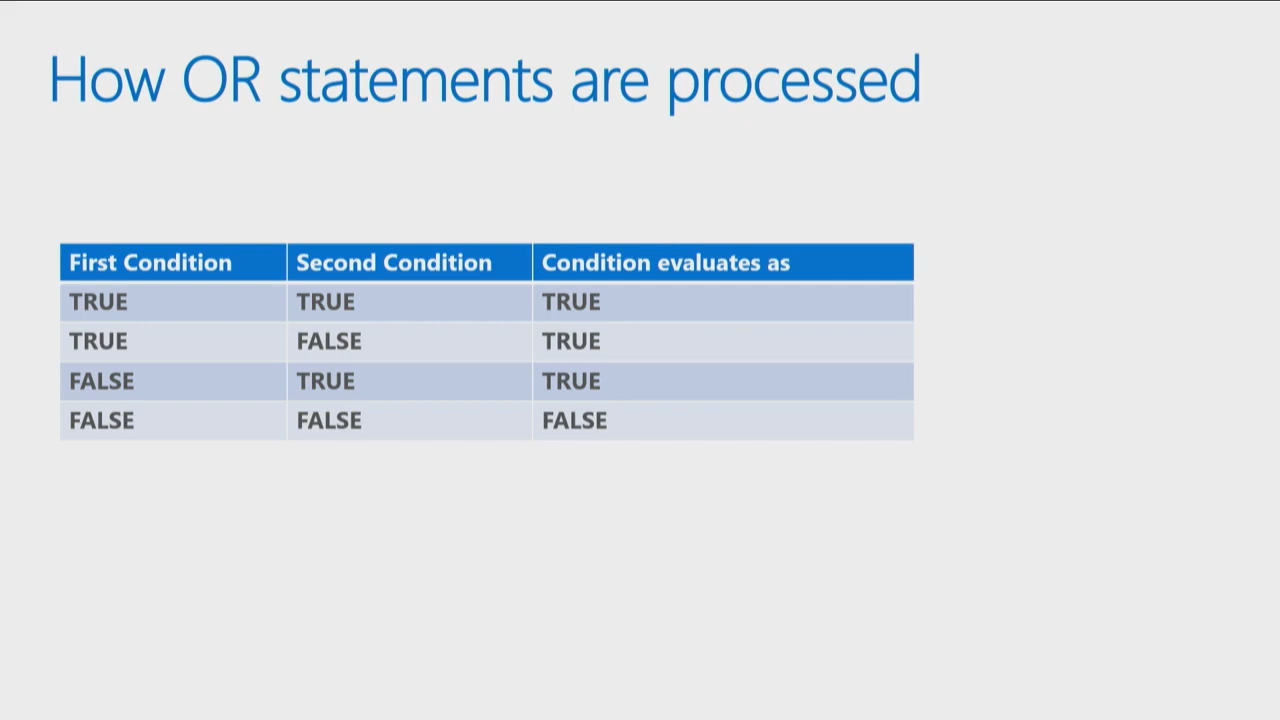 How OR statements are processed
First Condition Second Condition Condition evaluates as
TRUE TRUE TRUE
TRUE FALSE TRUE
FALSE TRUE TRUE
FALSE FALSE FALSE